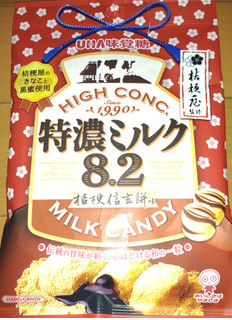 UHA味覚糖
桔梗屋の
きなこと
黒蜜使用
桔梗屋
監修
HIGH CONC.
Since
1990
特濃ミルク
8.2
桔梗信玄餅味
MILK CANDY
HARD CANDY